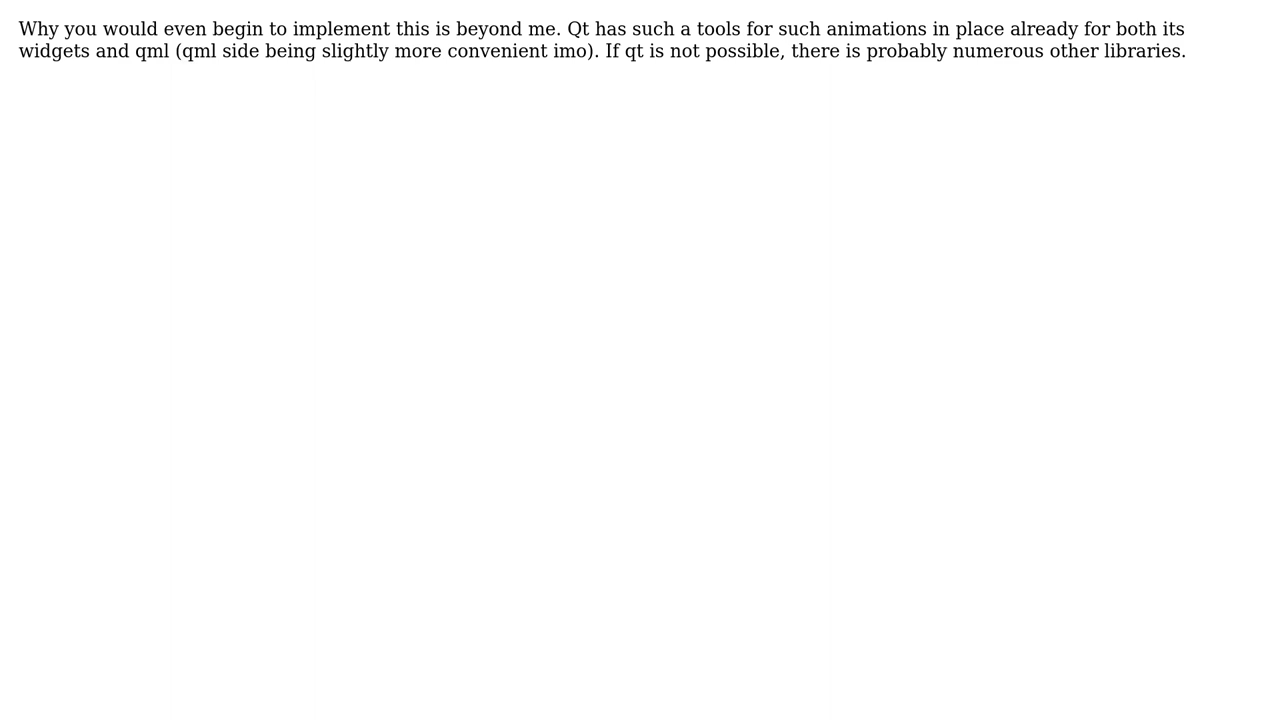 Why you would even begin to implement this is beyond me. Qt has such a tools for such animations in place already for both its
widgets and qml (qml side being slightly more convenient imo). If qt is not possible, there is probably numerous other libraries.